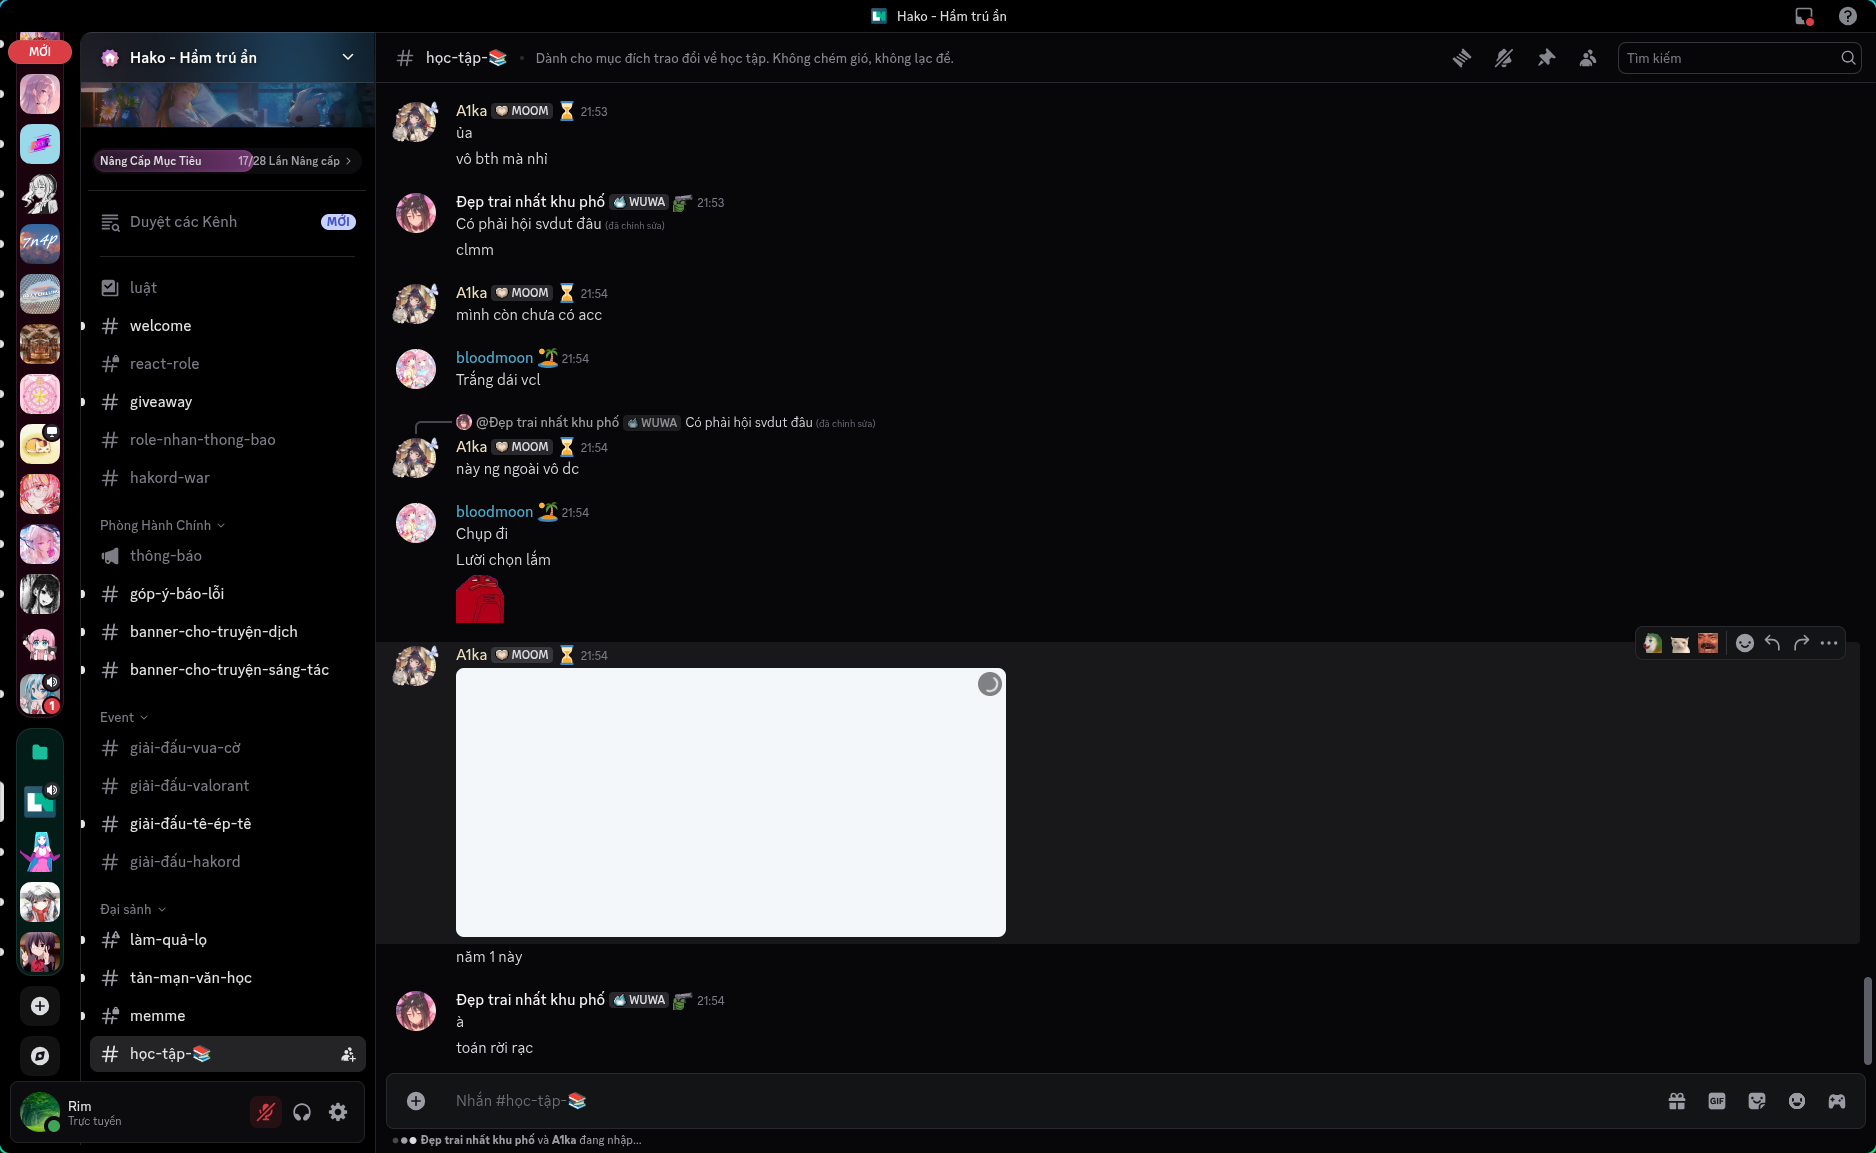 Hako - Hầm trú ẩn
MỚI
Hako - Hầm trú ẩn
Nâng Cấp Mục Tiêu 17/28 Lần Nâng cấp
Duyệt các Kênh MỚI
luật
welcome
react-role
giveaway
role-nhan-thong-bao
hakord-war
Phòng Hành Chính
thông-báo
góp-ý-báo-lỗi
banner-cho-truyện-dịch
banner-cho-truyện-sáng-tác
Event
giải-đấu-vua-cờ
giải-đấu-valorant
giải-đấu-tê-ép-tê
giải-đấu-hakord
Đại sảnh
làm-quả-lọ
tản-mạn-văn-học
memme
học-tập-📚
7n4p
1
Rim
Trực tuyến
học-tập-📚 • Dành cho mục đích trao đổi về học tập. Không chém gió, không lạc đề.
Tìm kiếm
A1ka MOOM ⏳ 21:53
ủa
vô bth mà nhỉ
Đẹp trai nhất khu phố WUWA 21:53
Có phải hội svdut đâu (đã chỉnh sửa)
clmm
A1ka MOOM ⏳ 21:54
mình còn chưa có acc
bloodmoon 🏝️ 21:54
Trắng dái vcl
@Đẹp trai nhất khu phố WUWA Có phải hội svdut đâu (đã chỉnh sửa)
A1ka MOOM ⏳ 21:54
này ng ngoài vô dc
bloodmoon 🏝️ 21:54
Chụp đi
Lười chọn lắm
A1ka MOOM ⏳ 21:54
năm 1 này
Đẹp trai nhất khu phố WUWA 21:54
à
toán rời rạc
Nhắn #học-tập-📚
GIF
Đẹp trai nhất khu phố và A1ka đang nhập...